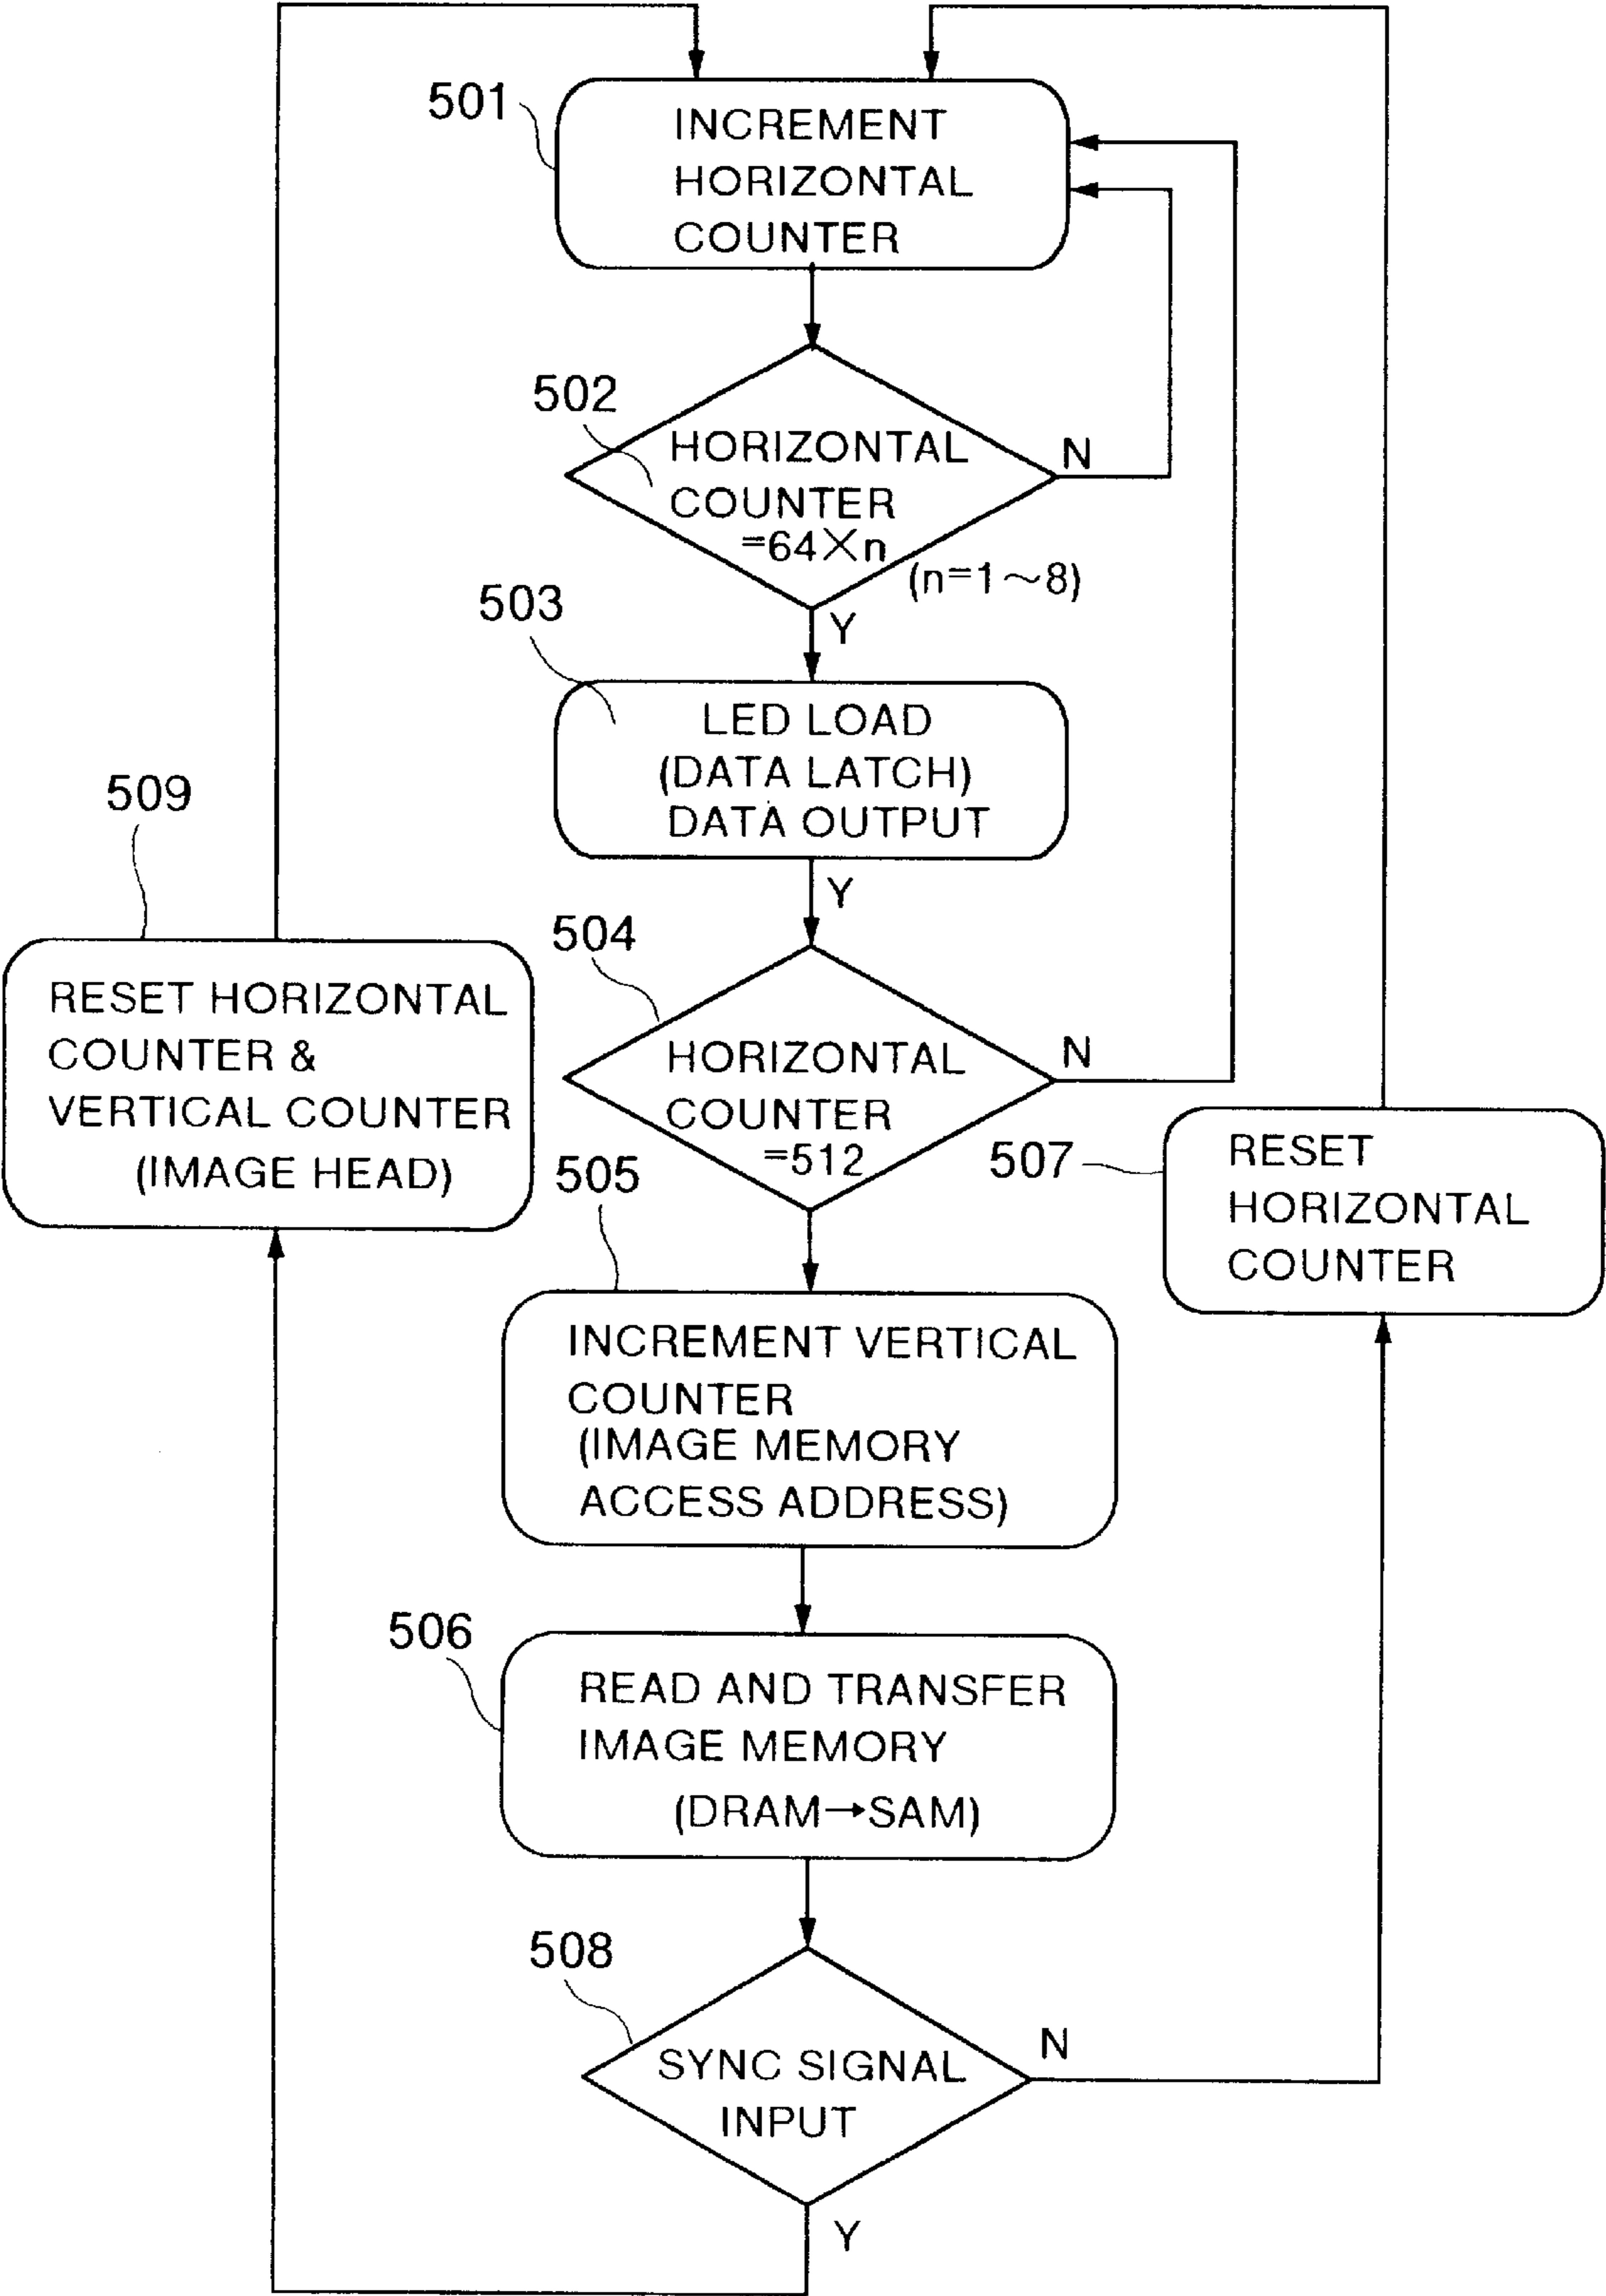 501
INCREMENT
HORIZONTAL
COUNTER
502
HORIZONTAL
COUNTER
=64×n
(n=1~8)
N
Y
503
LED LOAD
(DATA LATCH)
DATA OUTPUT
Y
509
RESET HORIZONTAL
COUNTER &
VERTICAL COUNTER
(IMAGE HEAD)
504
HORIZONTAL
COUNTER
=512
N
507
RESET
HORIZONTAL
COUNTER
505
INCREMENT VERTICAL
COUNTER
(IMAGE MEMORY
ACCESS ADDRESS)
506
READ AND TRANSFER
IMAGE MEMORY
(DRAM→SAM)
508
SYNC SIGNAL
INPUT
N
Y